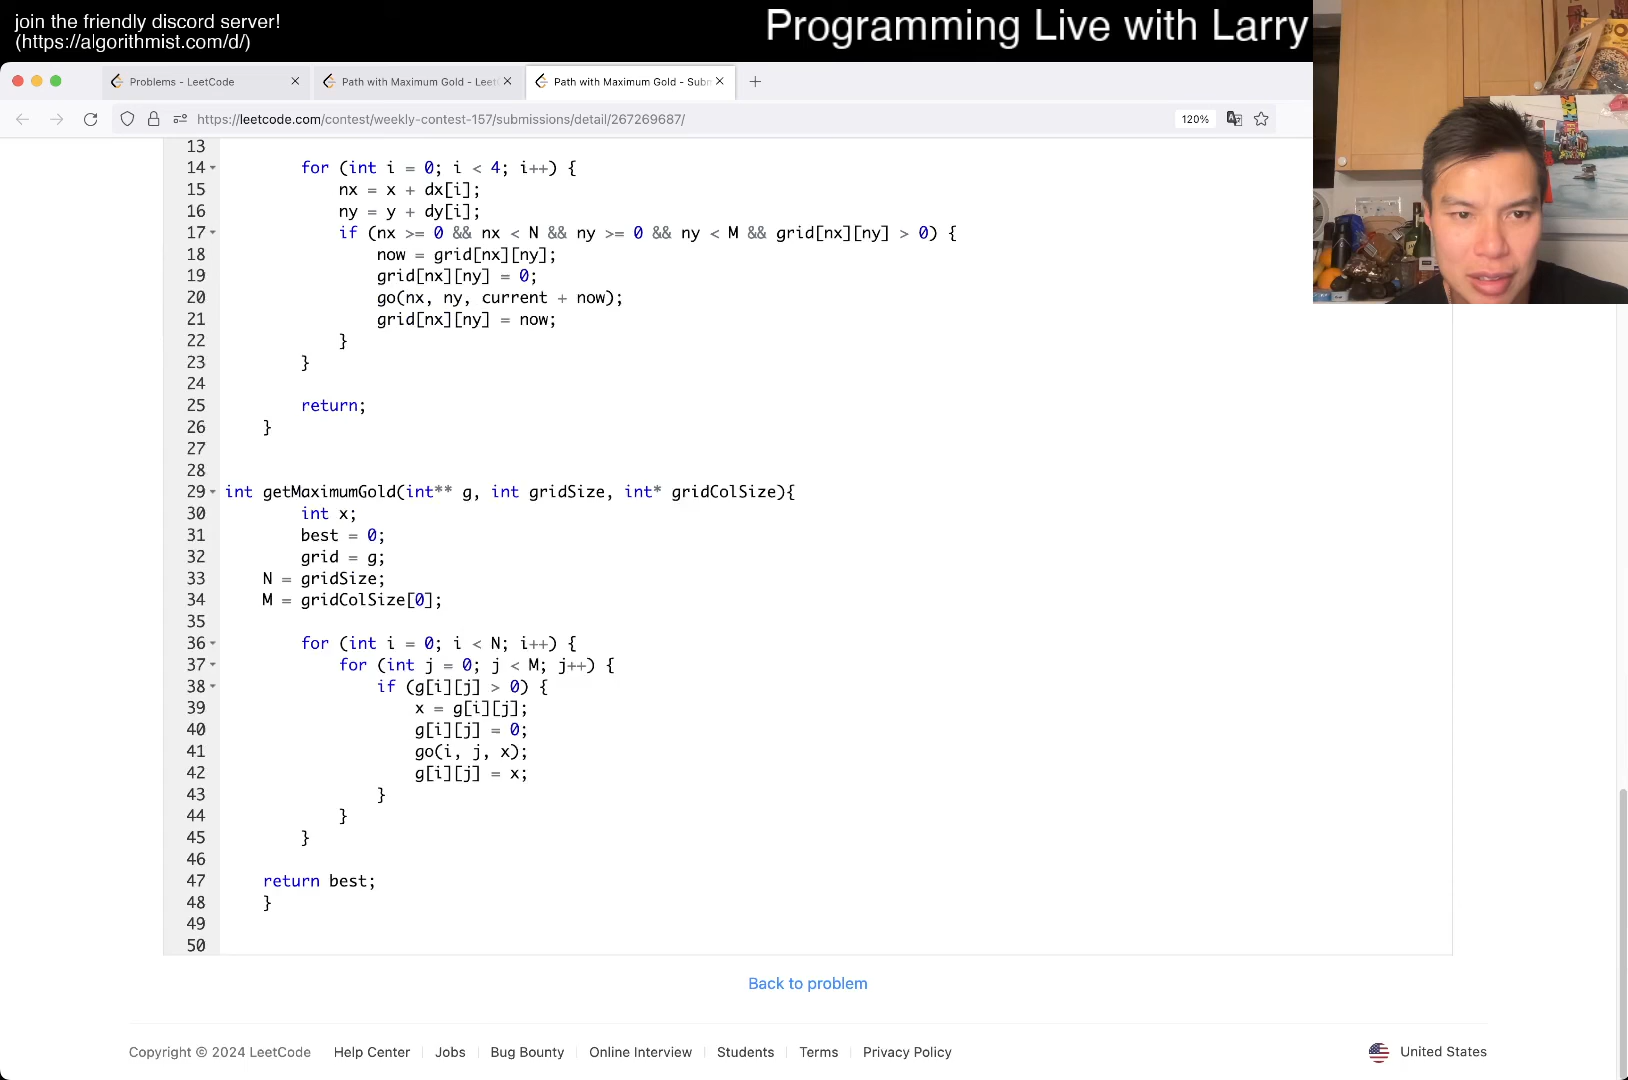 join the friendly discord server!
(https://algorithmist.com/d/)
Programming Live with Larry
Problems - LeetCode
Path with Maximum Gold - Leet
Path with Maximum Gold - Subm
https://leetcode.com/contest/weekly-contest-157/submissions/detail/267269687/
120%
13
14 for (int i = 0; i < 4; i++) {
15 nx = x + dx[i];
16 ny = y + dy[i];
17 if (nx >= 0 && nx < N && ny >= 0 && ny < M && grid[nx][ny] > 0) {
18 now = grid[nx][ny];
19 grid[nx][ny] = 0;
20 go(nx, ny, current + now);
21 grid[nx][ny] = now;
22 }
23 }
24
25 return;
26 }
27
28
29 int getMaximumGold(int** g, int gridSize, int* gridColSize){
30 int x;
31 best = 0;
32 grid = g;
33 N = gridSize;
34 M = gridColSize[0];
35
36 for (int i = 0; i < N; i++) {
37 for (int j = 0; j < M; j++) {
38 if (g[i][j] > 0) {
39 x = g[i][j];
40 g[i][j] = 0;
41 go(i, j, x);
42 g[i][j] = x;
43 }
44 }
45 }
46
47 return best;
48 }
49
50
Back to problem
Copyright © 2024 LeetCode Help Center Jobs Bug Bounty Online Interview Students Terms Privacy Policy United States